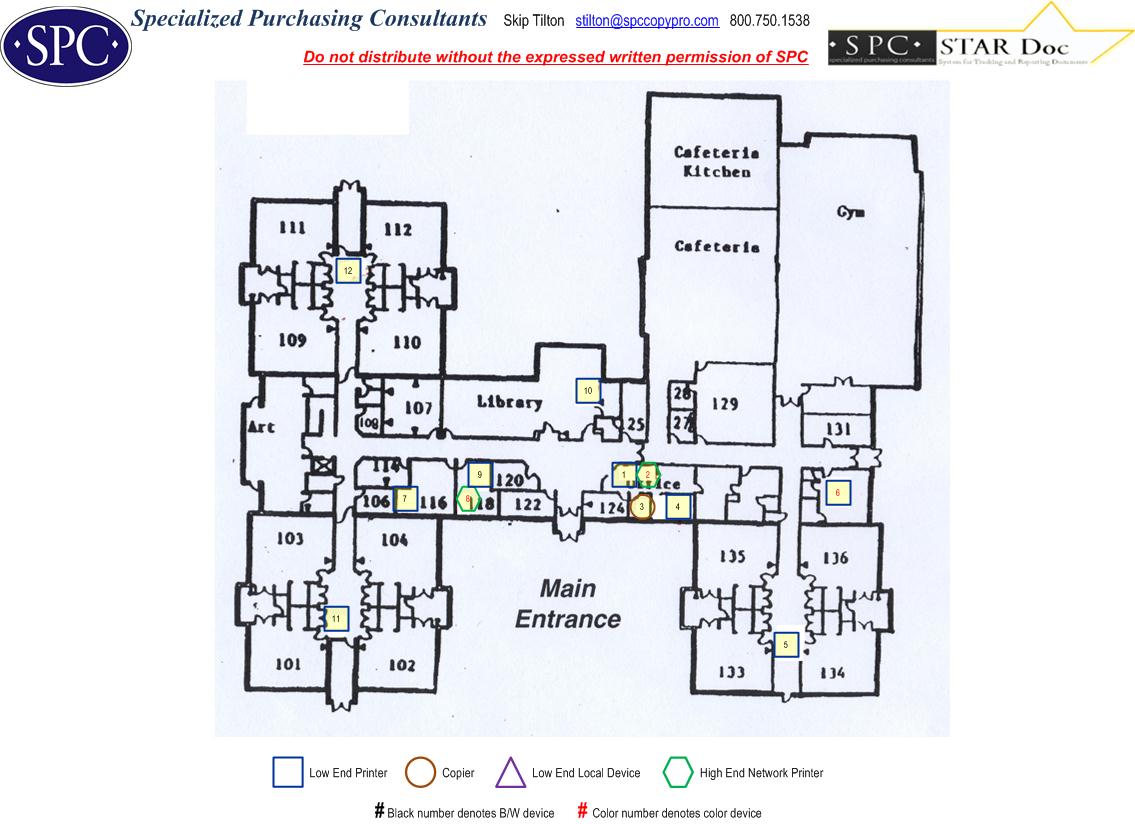 SPC
Specialized Purchasing Consultants Skip Tilton stilton@spccopypro.com 800.750.1538
Do not distribute without the expressed written permission of SPC
SPC
specialized purchasing consultants
STAR Doc
System for Tracking and Reporting Documents
Cafeteria
Kitchen
Gym
111
112
Cafeteria
12
109
110
10
28
107
Library
129
Art
108
25
27
131
114
9
120
1
2
Office
6
106
7
116
8
118
122
124
3
4
103
104
135
136
Main
Entrance
11
5
101
102
133
134
Low End Printer
Copier
Low End Local Device
High End Network Printer
# Black number denotes B/W device
# Color number denotes color device